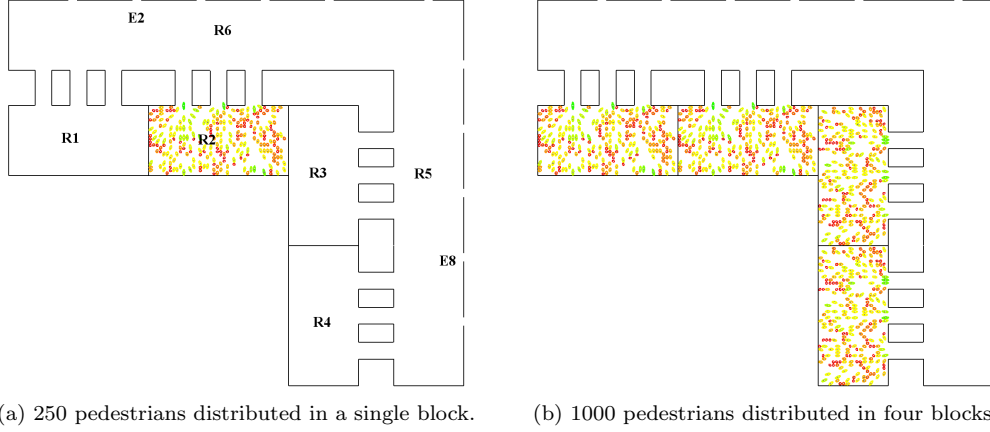 E2
R6
R1
R2
R3
R5
E8
R4
(a) 250 pedestrians distributed in a single block.
(b) 1000 pedestrians distributed in four blocks